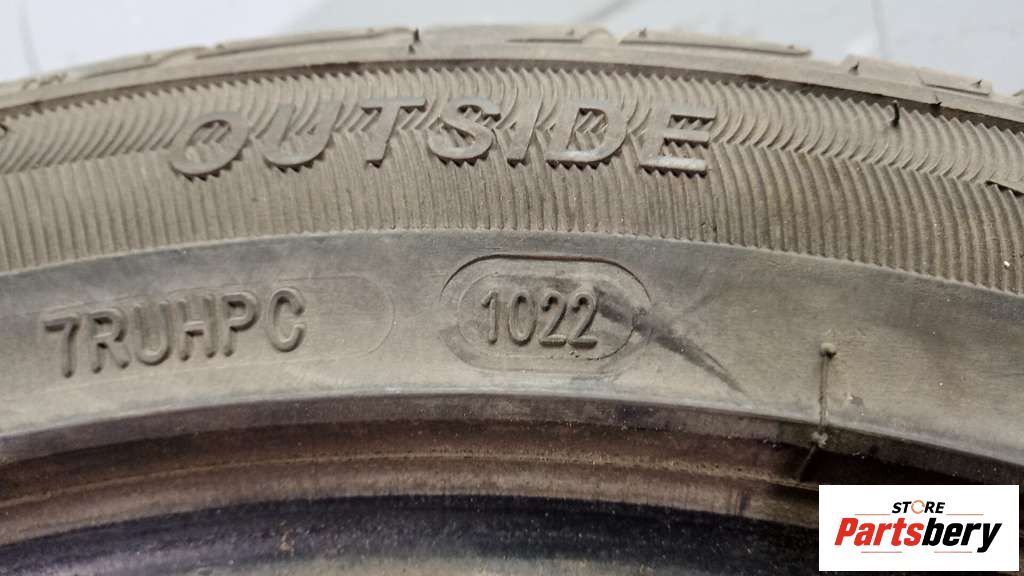 OUTSIDE
7RUHPC
1022
STORE
Partsbery